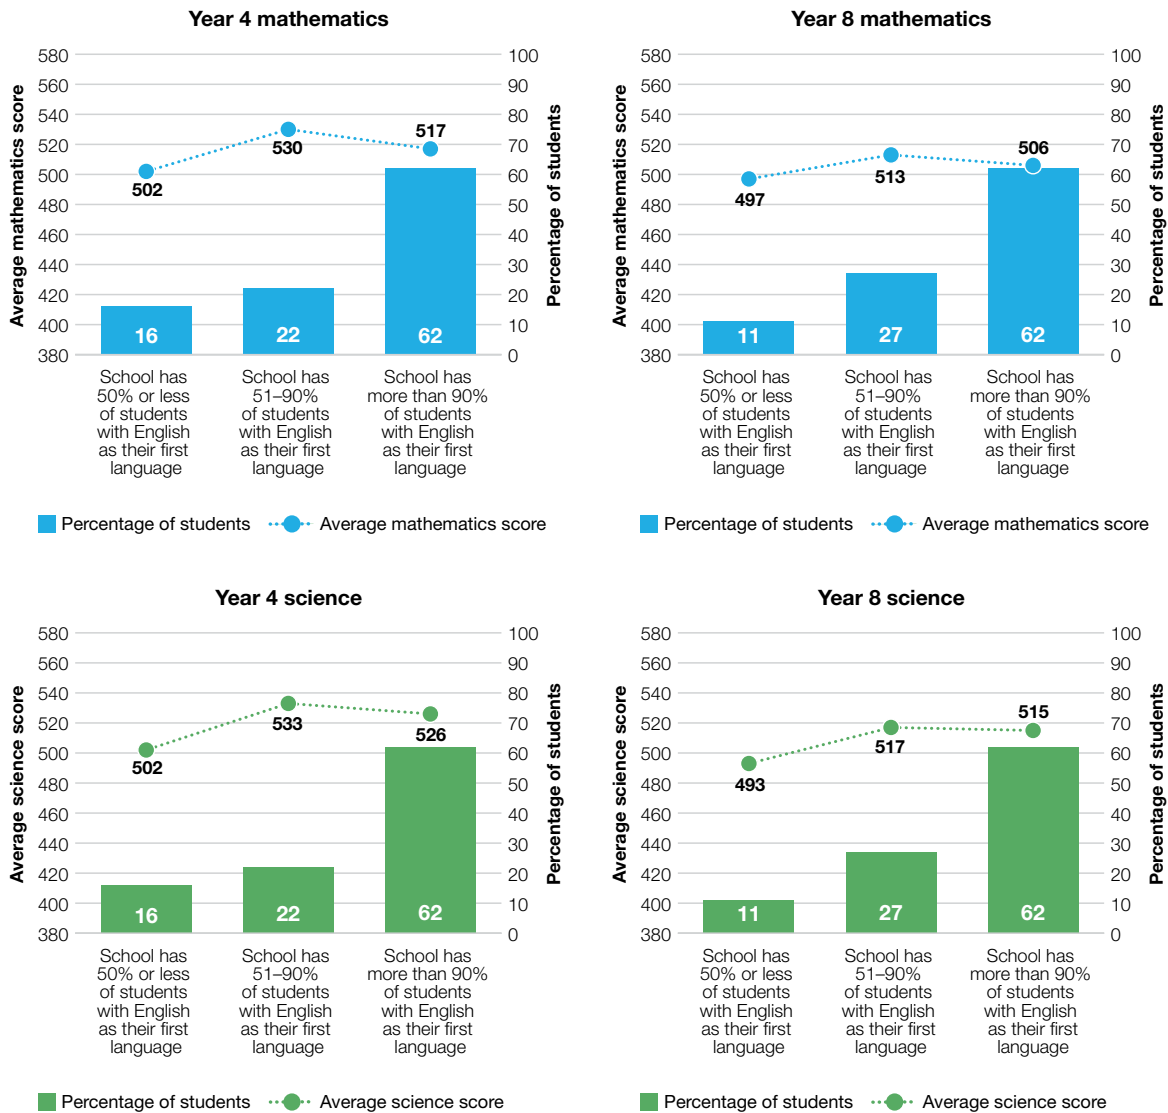 Year 4 mathematics
580
560
540
520
500
480
460
440
420
400
380
Average mathematics score
100
90
80
70
60
50
40
30
20
10
0
Percentage of students
502
530
517
16
22
62
School has
50% or less
of students
with English
as their first
language
School has
51–90%
of students
with English
as their first
language
School has
more than 90%
of students
with English
as their first
language
Percentage of students
Average mathematics score
Year 8 mathematics
580
560
540
520
500
480
460
440
420
400
380
Average mathematics score
100
90
80
70
60
50
40
30
20
10
0
Percentage of students
497
513
506
11
27
62
School has
50% or less
of students
with English
as their first
language
School has
51–90%
of students
with English
as their first
language
School has
more than 90%
of students
with English
as their first
language
Percentage of students
Average mathematics score
Year 4 science
580
560
540
520
500
480
460
440
420
400
380
Average science score
100
90
80
70
60
50
40
30
20
10
0
Percentage of students
502
533
526
16
22
62
School has
50% or less
of students
with English
as their first
language
School has
51–90%
of students
with English
as their first
language
School has
more than 90%
of students
with English
as their first
language
Percentage of students
Average science score
Year 8 science
580
560
540
520
500
480
460
440
420
400
380
Average science score
100
90
80
70
60
50
40
30
20
10
0
Percentage of students
493
517
515
11
27
62
School has
50% or less
of students
with English
as their first
language
School has
51–90%
of students
with English
as their first
language
School has
more than 90%
of students
with English
as their first
language
Percentage of students
Average science score